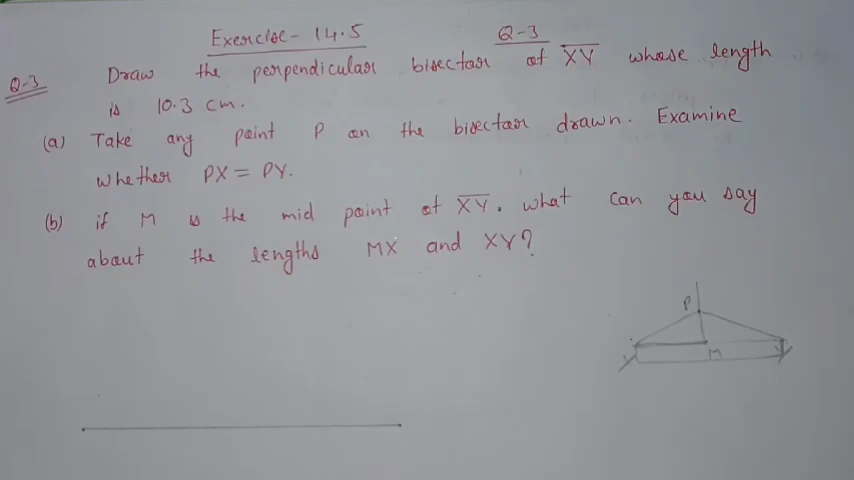 Exercise - 14.5 Q-3
Q-3 Draw the perpendicular bisector of XY whose length
is 10.3 cm.
(a) Take any point P on the bisector drawn. Examine
whether PX = PY.
(b) if M is the mid point of XY. what can you say
about the lengths MX and XY?
P
M
Y